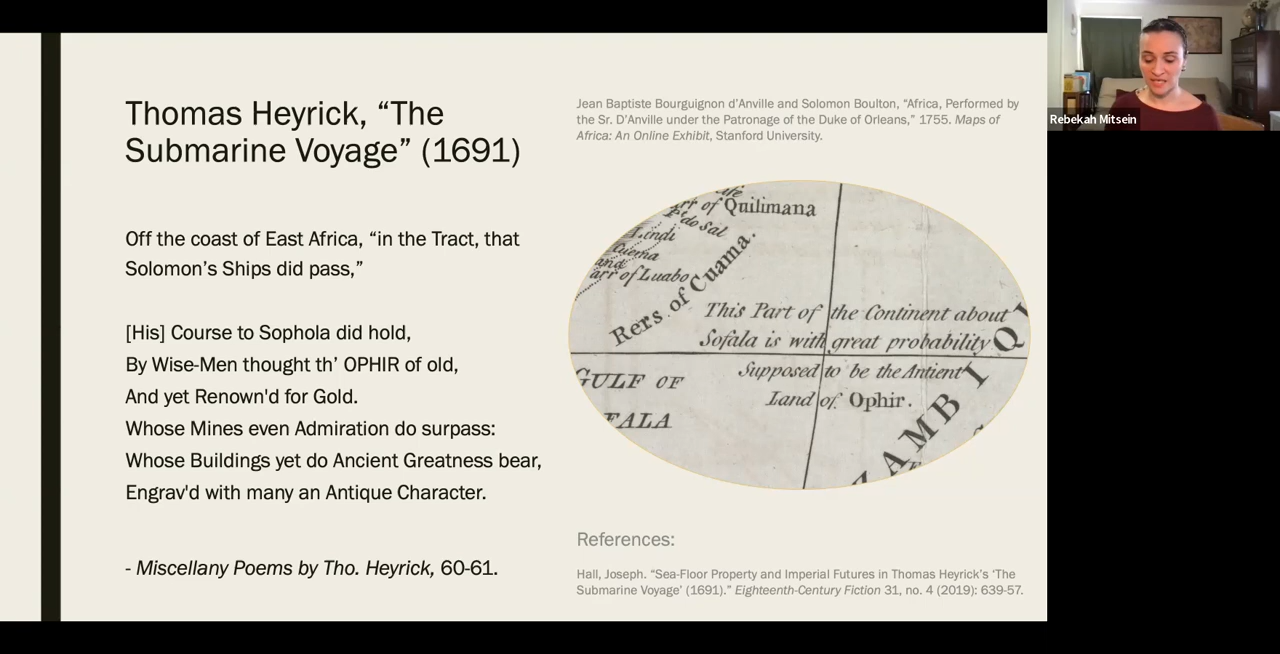 Thomas Heyrick, “The
Submarine Voyage” (1691)
Off the coast of East Africa, “in the Tract, that
Solomon’s Ships did pass,”
[His] Course to Sophola did hold,
By Wise-Men thought th’ OPHIR of old,
And yet Renown'd for Gold.
Whose Mines even Admiration do surpass:
Whose Buildings yet do Ancient Greatness bear,
Engrav'd with many an Antique Character.
- Miscellany Poems by Tho. Heyrick, 60-61.
Jean Baptiste Bourguignon d’Anville and Solomon Boulton, “Africa, Performed by
the Sr. D’Anville under the Patronage of the Duke of Orleans,” 1755. Maps of
Africa: An Online Exhibit, Stanford University.
of Quilimana
Pt do Sal
Lindi
Cuema
and
arr of Luabo
Rers of Cuama.
This Part of the Continent about
Sofala is with great probability
Supposed to be the Antient
Land of Ophir.
GULF OF
FALA
ZAMB I QU
References:
Hall, Joseph. “Sea-Floor Property and Imperial Futures in Thomas Heyrick’s ‘The
Submarine Voyage’ (1691).” Eighteenth-Century Fiction 31, no. 4 (2019): 639-57.
Rebekah Mitsein